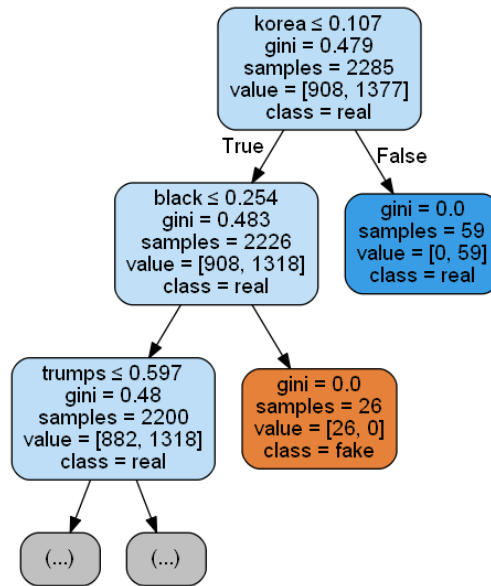 korea ≤ 0.107
gini = 0.479
samples = 2285
value = [908, 1377]
class = real
True
False
black ≤ 0.254
gini = 0.483
samples = 2226
value = [908, 1318]
class = real
gini = 0.0
samples = 59
value = [0, 59]
class = real
trumps ≤ 0.597
gini = 0.48
samples = 2200
value = [882, 1318]
class = real
gini = 0.0
samples = 26
value = [26, 0]
class = fake
(...)
(...)